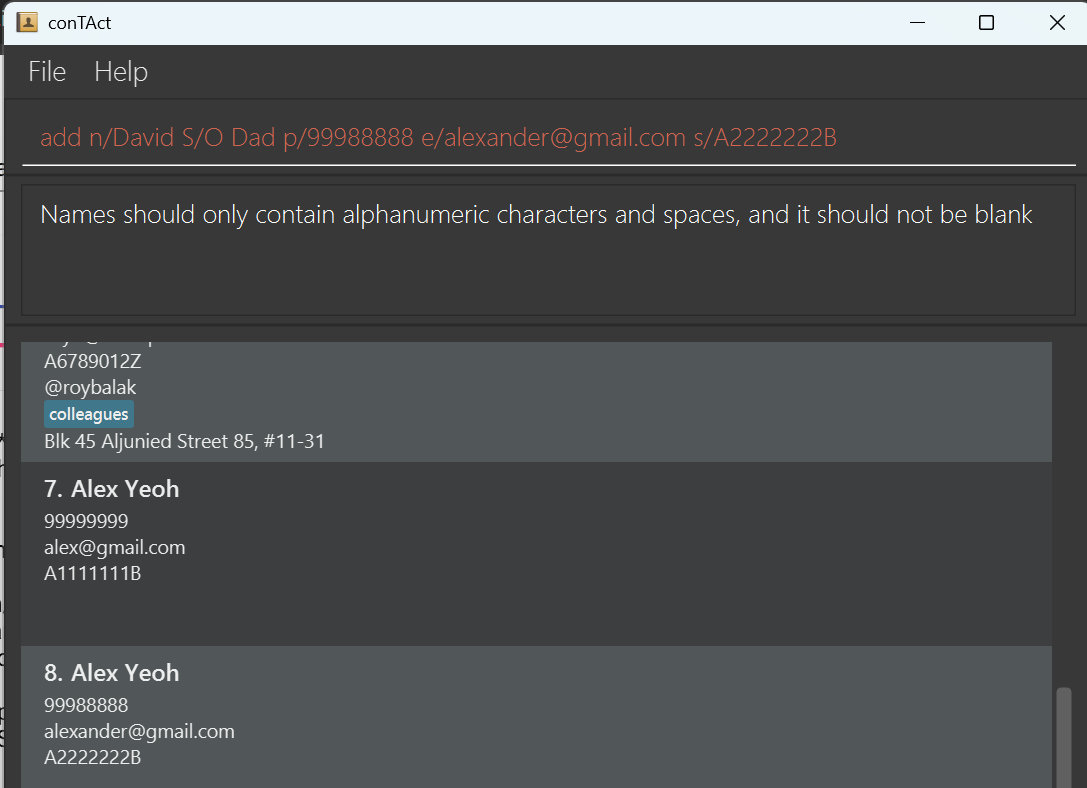 conTAct
File Help
add n/David S/O Dad p/99988888 e/alexander@gmail.com s/A2222222B
Names should only contain alphanumeric characters and spaces, and it should not be blank
A6789012Z
@roybalak
colleagues
Blk 45 Aljunied Street 85, #11-31
7. Alex Yeoh
99999999
alex@gmail.com
A1111111B
8. Alex Yeoh
99988888
alexander@gmail.com
A2222222B